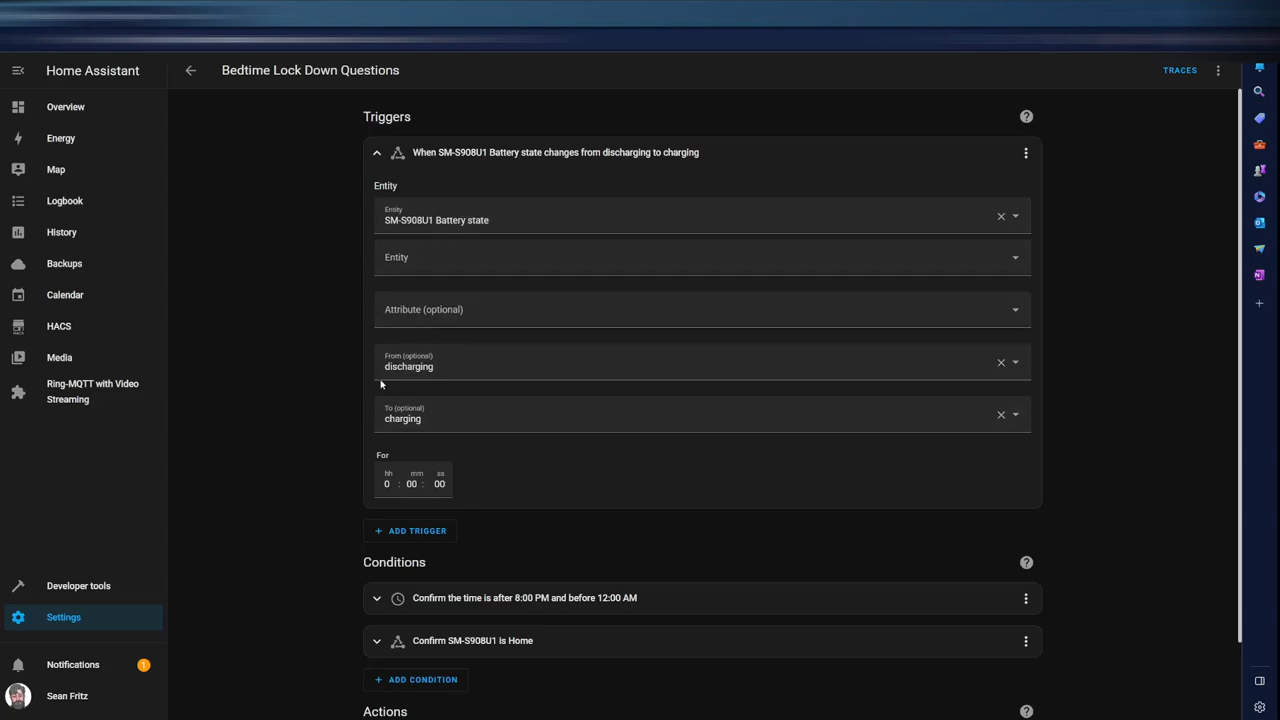 Home Assistant
Bedtime Lock Down Questions
TRACES
Overview
Energy
Map
Logbook
History
Backups
Calendar
HACS
Media
Ring-MQTT with Video
Streaming
Developer tools
Settings
Notifications
1
Sean Fritz
Triggers
When SM-S908U1 Battery state changes from discharging to charging
Entity
Entity
SM-S908U1 Battery state
Entity
Attribute (optional)
From (optional)
discharging
To (optional)
charging
For
hh mm ss
0 : 00 : 00
+ ADD TRIGGER
Conditions
Confirm the time is after 8:00 PM and before 12:00 AM
Confirm SM-S908U1 is Home
+ ADD CONDITION
Actions